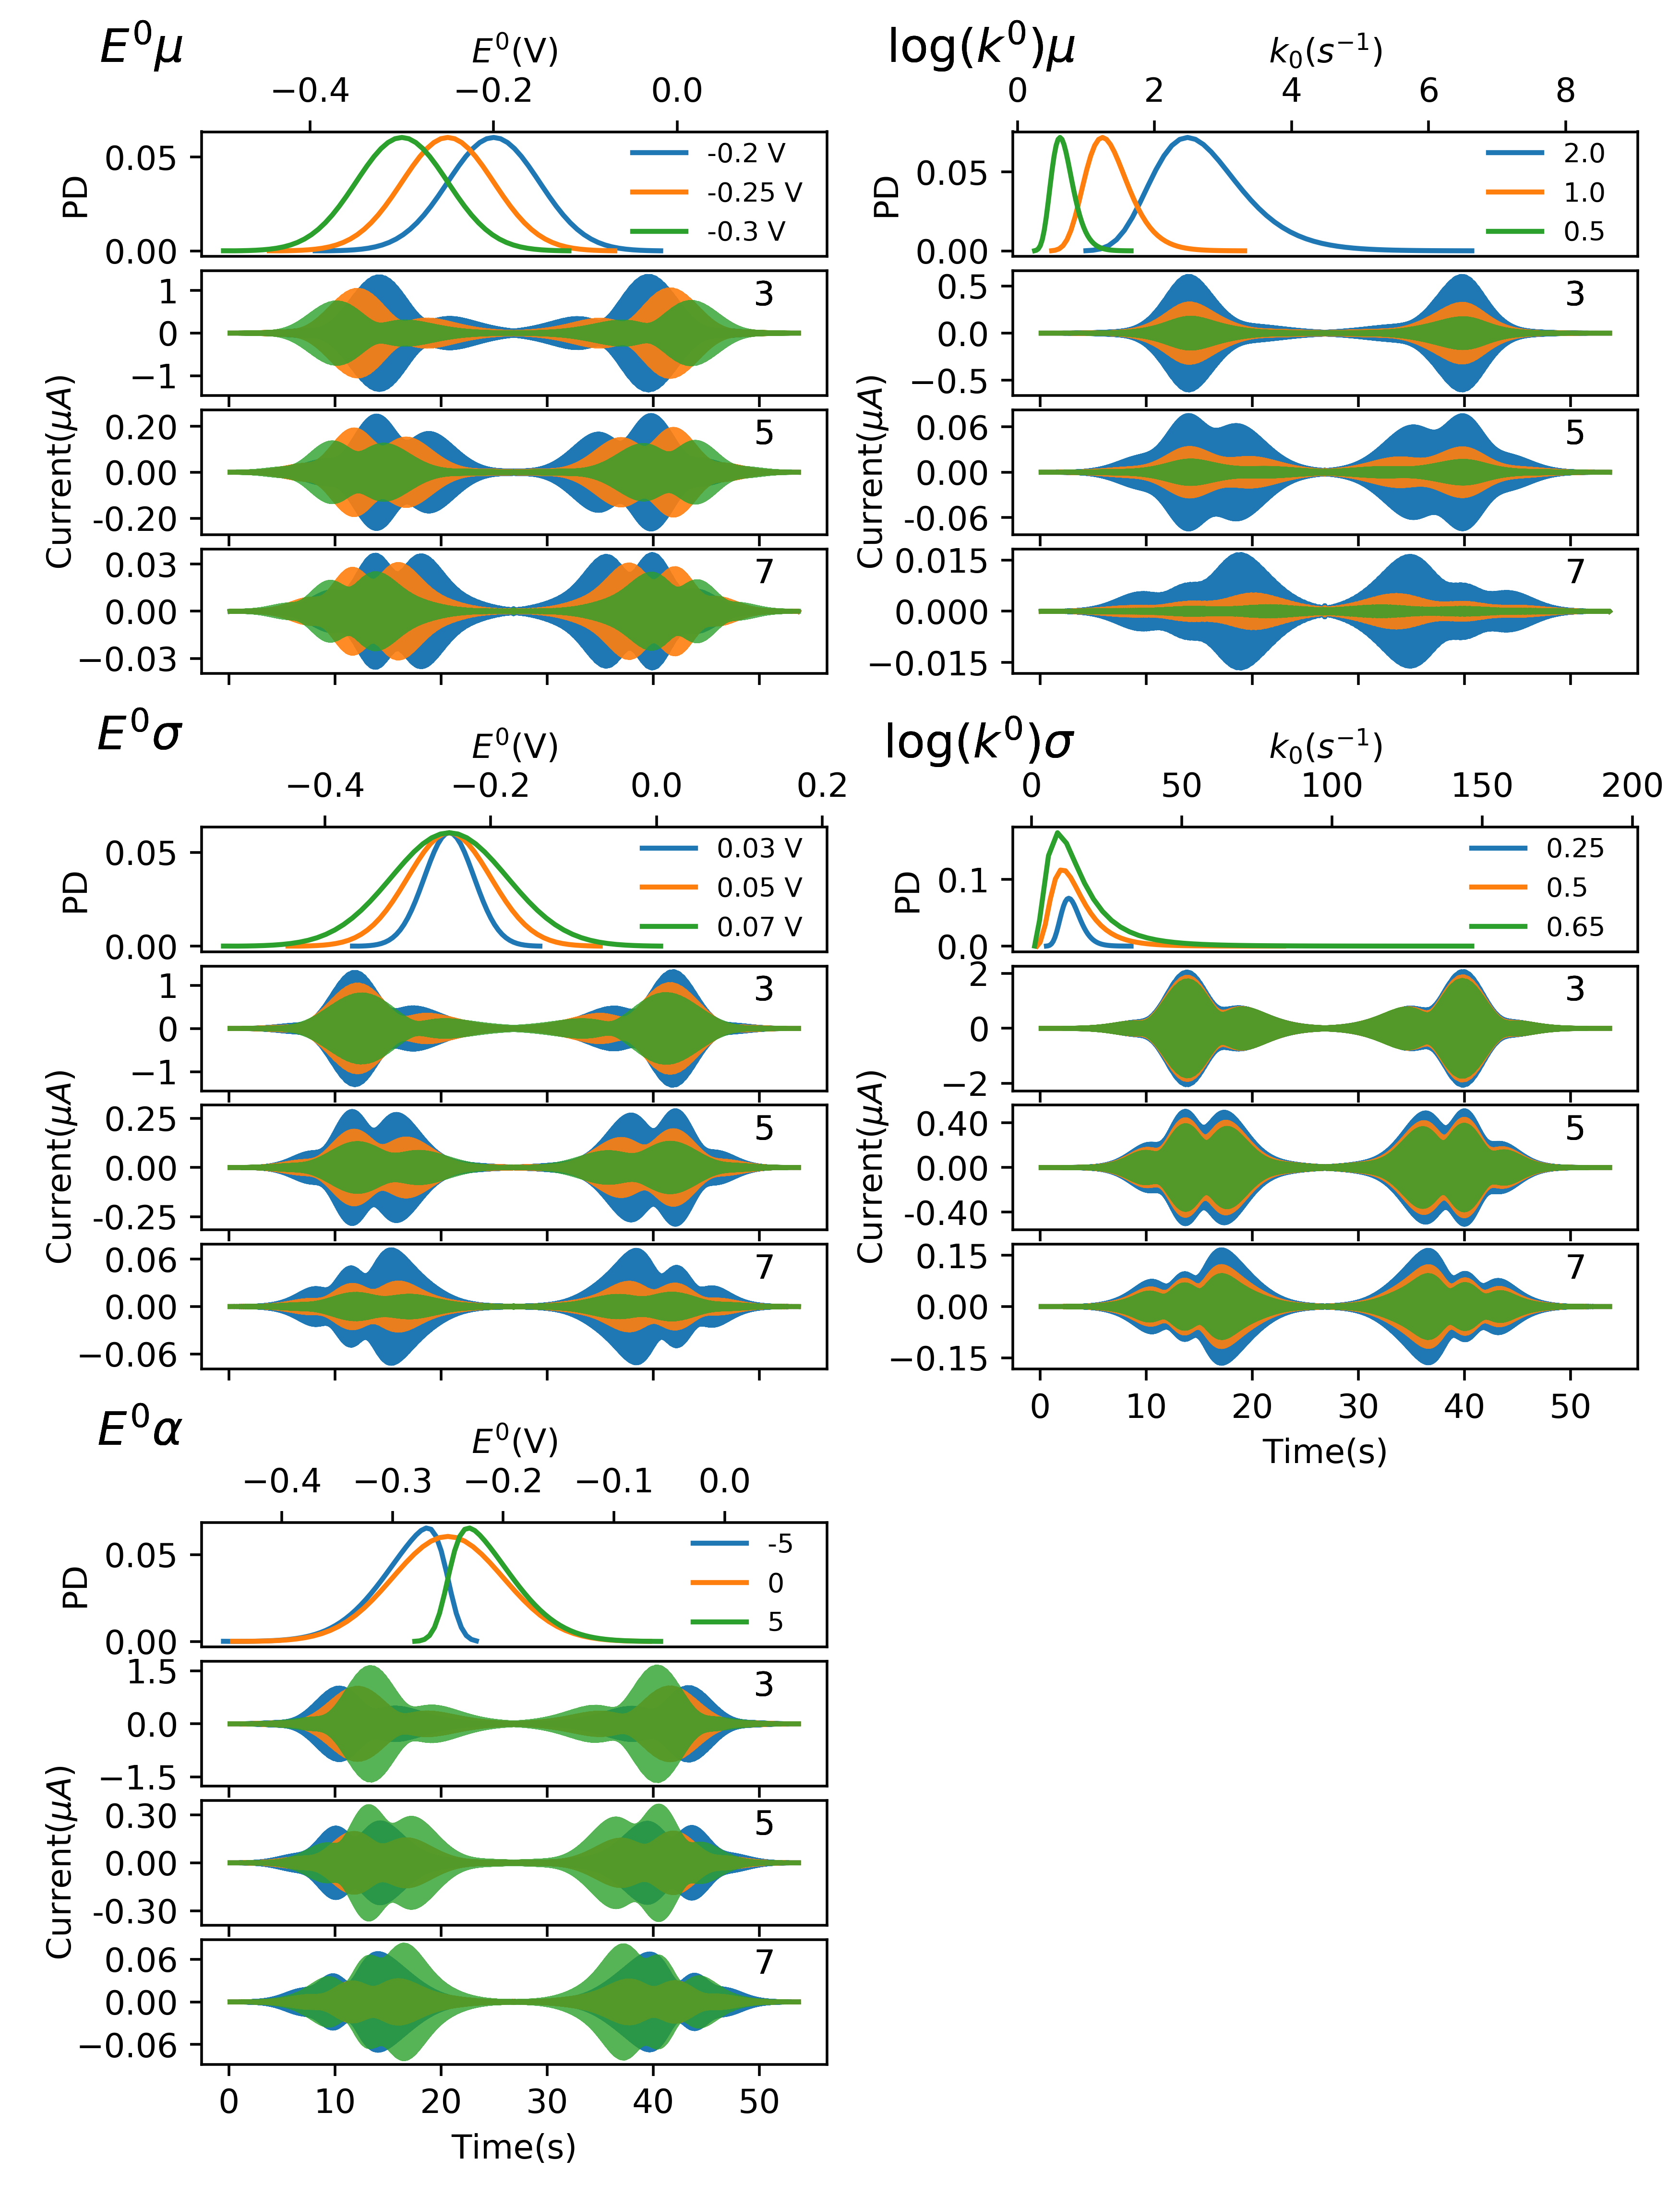 E⁰μ
E⁰(V)
−0.4 −0.2 0.0
0.05
0.00
PD
-0.2 V
-0.25 V
-0.3 V
1
0
−1
3
0.20
0.00
-0.20
5
0.03
0.00
−0.03
7
Current(μA)
log(k⁰)μ
k₀(s⁻¹)
0 2 4 6 8
0.05
0.00
PD
2.0
1.0
0.5
0.5
0.0
−0.5
3
0.06
0.00
-0.06
5
0.015
0.000
−0.015
7
Current(μA)
E⁰σ
E⁰(V)
−0.4 −0.2 0.0 0.2
0.05
0.00
PD
0.03 V
0.05 V
0.07 V
1
0
−1
3
0.25
0.00
-0.25
5
0.06
0.00
−0.06
7
Current(μA)
log(k⁰)σ
k₀(s⁻¹)
0 50 100 150 200
0.1
0.0
PD
0.25
0.5
0.65
2
0
−2
3
0.40
0.00
-0.40
5
0.15
0.00
−0.15
7
Current(μA)
0 10 20 30 40 50
Time(s)
E⁰α
E⁰(V)
−0.4 −0.3 −0.2 −0.1 0.0
0.05
0.00
PD
-5
0
5
1.5
0.0
−1.5
3
0.30
0.00
-0.30
5
0.06
0.00
−0.06
7
Current(μA)
0 10 20 30 40 50
Time(s)